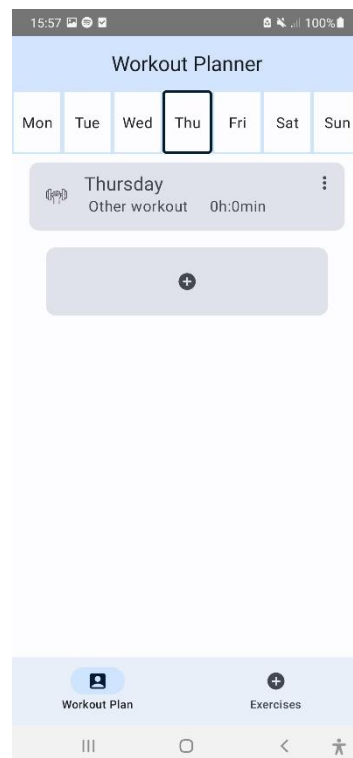 15:57 100%
Workout Planner
Mon Tue Wed Thu Fri Sat Sun
Thursday
Other workout 0h:0min
Workout Plan Exercises